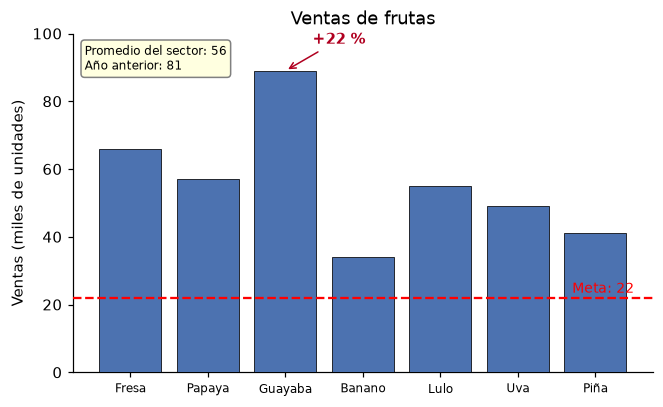 Ventas de frutas
+22 %
Promedio del sector: 56
Año anterior: 81
Ventas (miles de unidades)
100
80
60
40
20
0
Meta: 22
Fresa Papaya Guayaba Banano Lulo Uva Piña